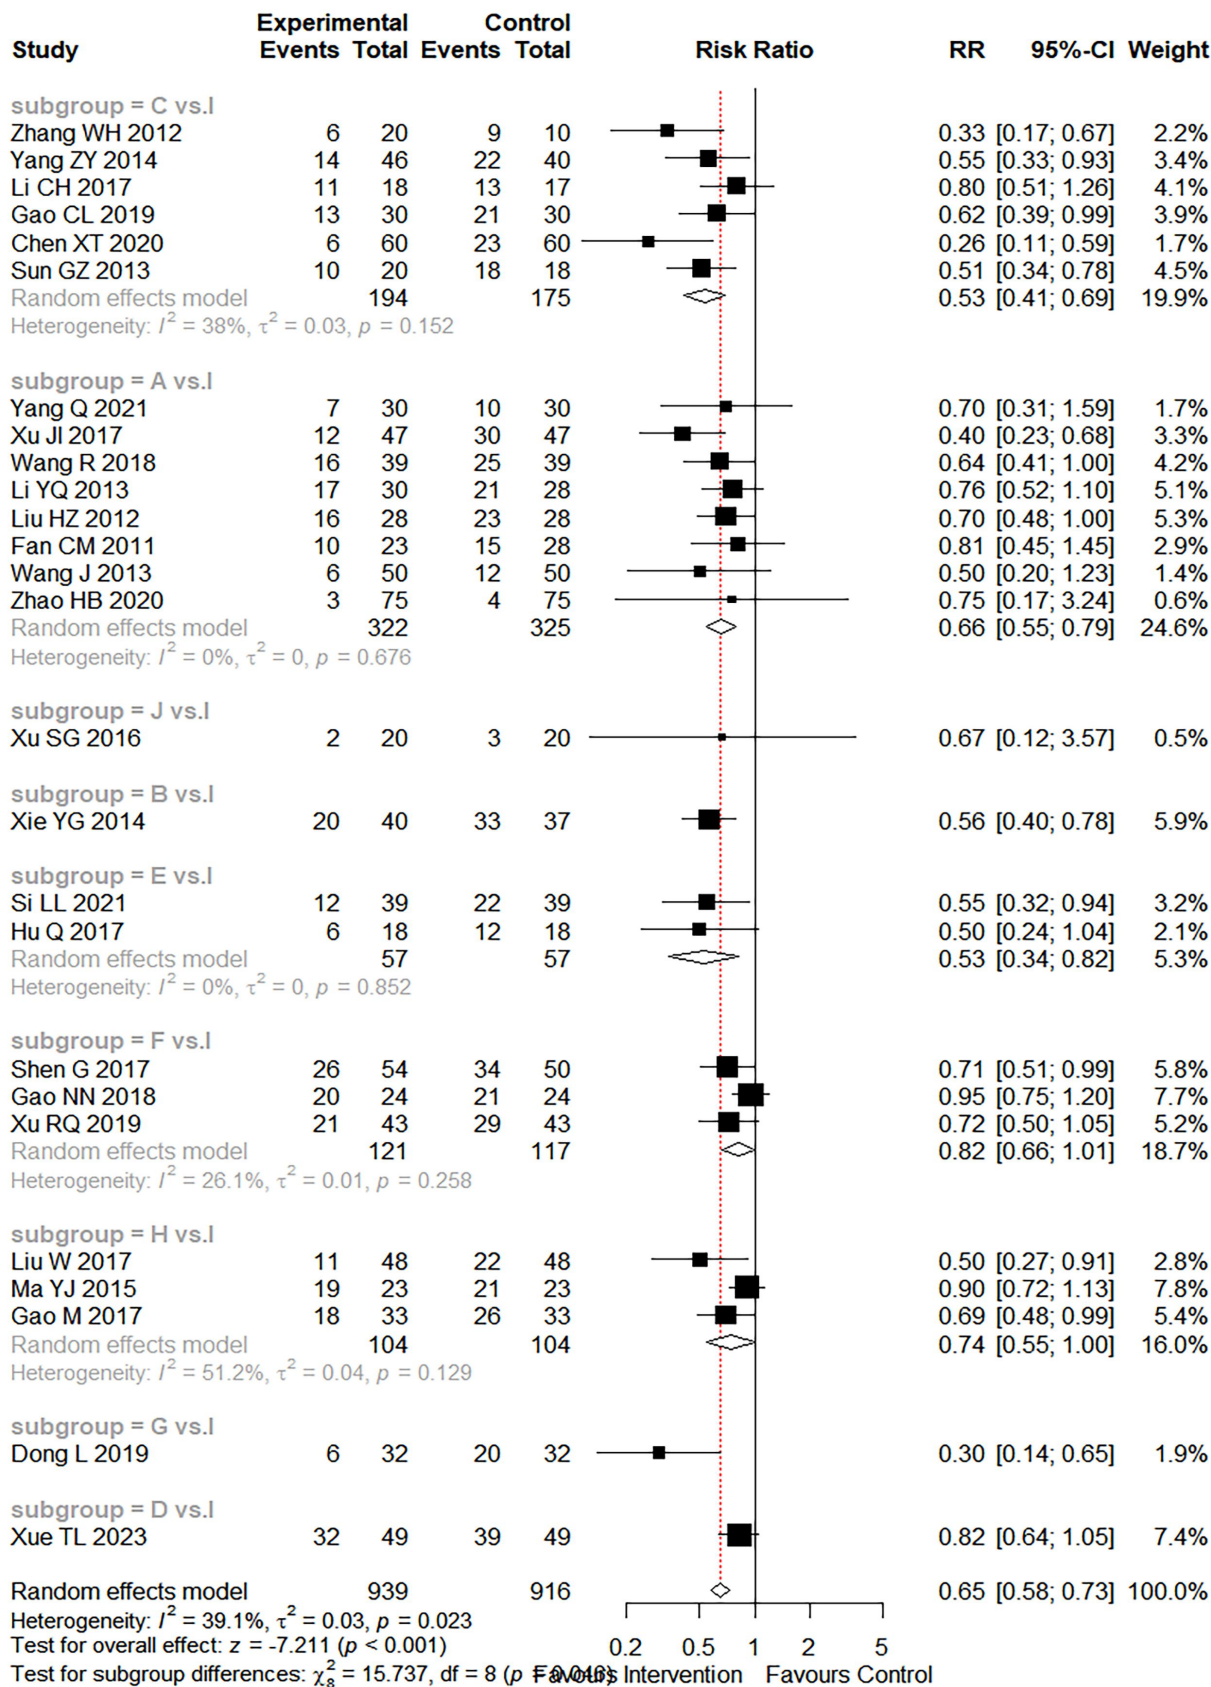 Experimental Control
Study Events Total Events Total Risk Ratio RR 95%-CI Weight
subgroup = C vs.I
Zhang WH 2012 6 20 9 10 0.33 [0.17; 0.67] 2.2%
Yang ZY 2014 14 46 22 40 0.55 [0.33; 0.93] 3.4%
Li CH 2017 11 18 13 17 0.80 [0.51; 1.26] 4.1%
Gao CL 2019 13 30 21 30 0.62 [0.39; 0.99] 3.9%
Chen XT 2020 6 60 23 60 0.26 [0.11; 0.59] 1.7%
Sun GZ 2013 10 20 18 18 0.51 [0.34; 0.78] 4.5%
Random effects model 194 175 0.53 [0.41; 0.69] 19.9%
Heterogeneity: I² = 38%, τ² = 0.03, p = 0.152
subgroup = A vs.I
Yang Q 2021 7 30 10 30 0.70 [0.31; 1.59] 1.7%
Xu JI 2017 12 47 30 47 0.40 [0.23; 0.68] 3.3%
Wang R 2018 16 39 25 39 0.64 [0.41; 1.00] 4.2%
Li YQ 2013 17 30 21 28 0.76 [0.52; 1.10] 5.1%
Liu HZ 2012 16 28 23 28 0.70 [0.48; 1.00] 5.3%
Fan CM 2011 10 23 15 28 0.81 [0.45; 1.45] 2.9%
Wang J 2013 6 50 12 50 0.50 [0.20; 1.23] 1.4%
Zhao HB 2020 3 75 4 75 0.75 [0.17; 3.24] 0.6%
Random effects model 322 325 0.66 [0.55; 0.79] 24.6%
Heterogeneity: I² = 0%, τ² = 0, p = 0.676
subgroup = J vs.I
Xu SG 2016 2 20 3 20 0.67 [0.12; 3.57] 0.5%
subgroup = B vs.I
Xie YG 2014 20 40 33 37 0.56 [0.40; 0.78] 5.9%
subgroup = E vs.I
Si LL 2021 12 39 22 39 0.55 [0.32; 0.94] 3.2%
Hu Q 2017 6 18 12 18 0.50 [0.24; 1.04] 2.1%
Random effects model 57 57 0.53 [0.34; 0.82] 5.3%
Heterogeneity: I² = 0%, τ² = 0, p = 0.852
subgroup = F vs.I
Shen G 2017 26 54 34 50 0.71 [0.51; 0.99] 5.8%
Gao NN 2018 20 24 21 24 0.95 [0.75; 1.20] 7.7%
Xu RQ 2019 21 43 29 43 0.72 [0.50; 1.05] 5.2%
Random effects model 121 117 0.82 [0.66; 1.01] 18.7%
Heterogeneity: I² = 26.1%, τ² = 0.01, p = 0.258
subgroup = H vs.I
Liu W 2017 11 48 22 48 0.50 [0.27; 0.91] 2.8%
Ma YJ 2015 19 23 21 23 0.90 [0.72; 1.13] 7.8%
Gao M 2017 18 33 26 33 0.69 [0.48; 0.99] 5.4%
Random effects model 104 104 0.74 [0.55; 1.00] 16.0%
Heterogeneity: I² = 51.2%, τ² = 0.04, p = 0.129
subgroup = G vs.I
Dong L 2019 6 32 20 32 0.30 [0.14; 0.65] 1.9%
subgroup = D vs.I
Xue TL 2023 32 49 39 49 0.82 [0.64; 1.05] 7.4%
Random effects model 939 916 0.65 [0.58; 0.73] 100.0%
Heterogeneity: I² = 39.1%, τ² = 0.03, p = 0.023
Test for overall effect: z = -7.211 (p < 0.001)
0.2 0.5 1 2 5
Test for subgroup differences: χ²₈ = 15.737, df = 8 (p = 0.046)
Favours Intervention Favours Control